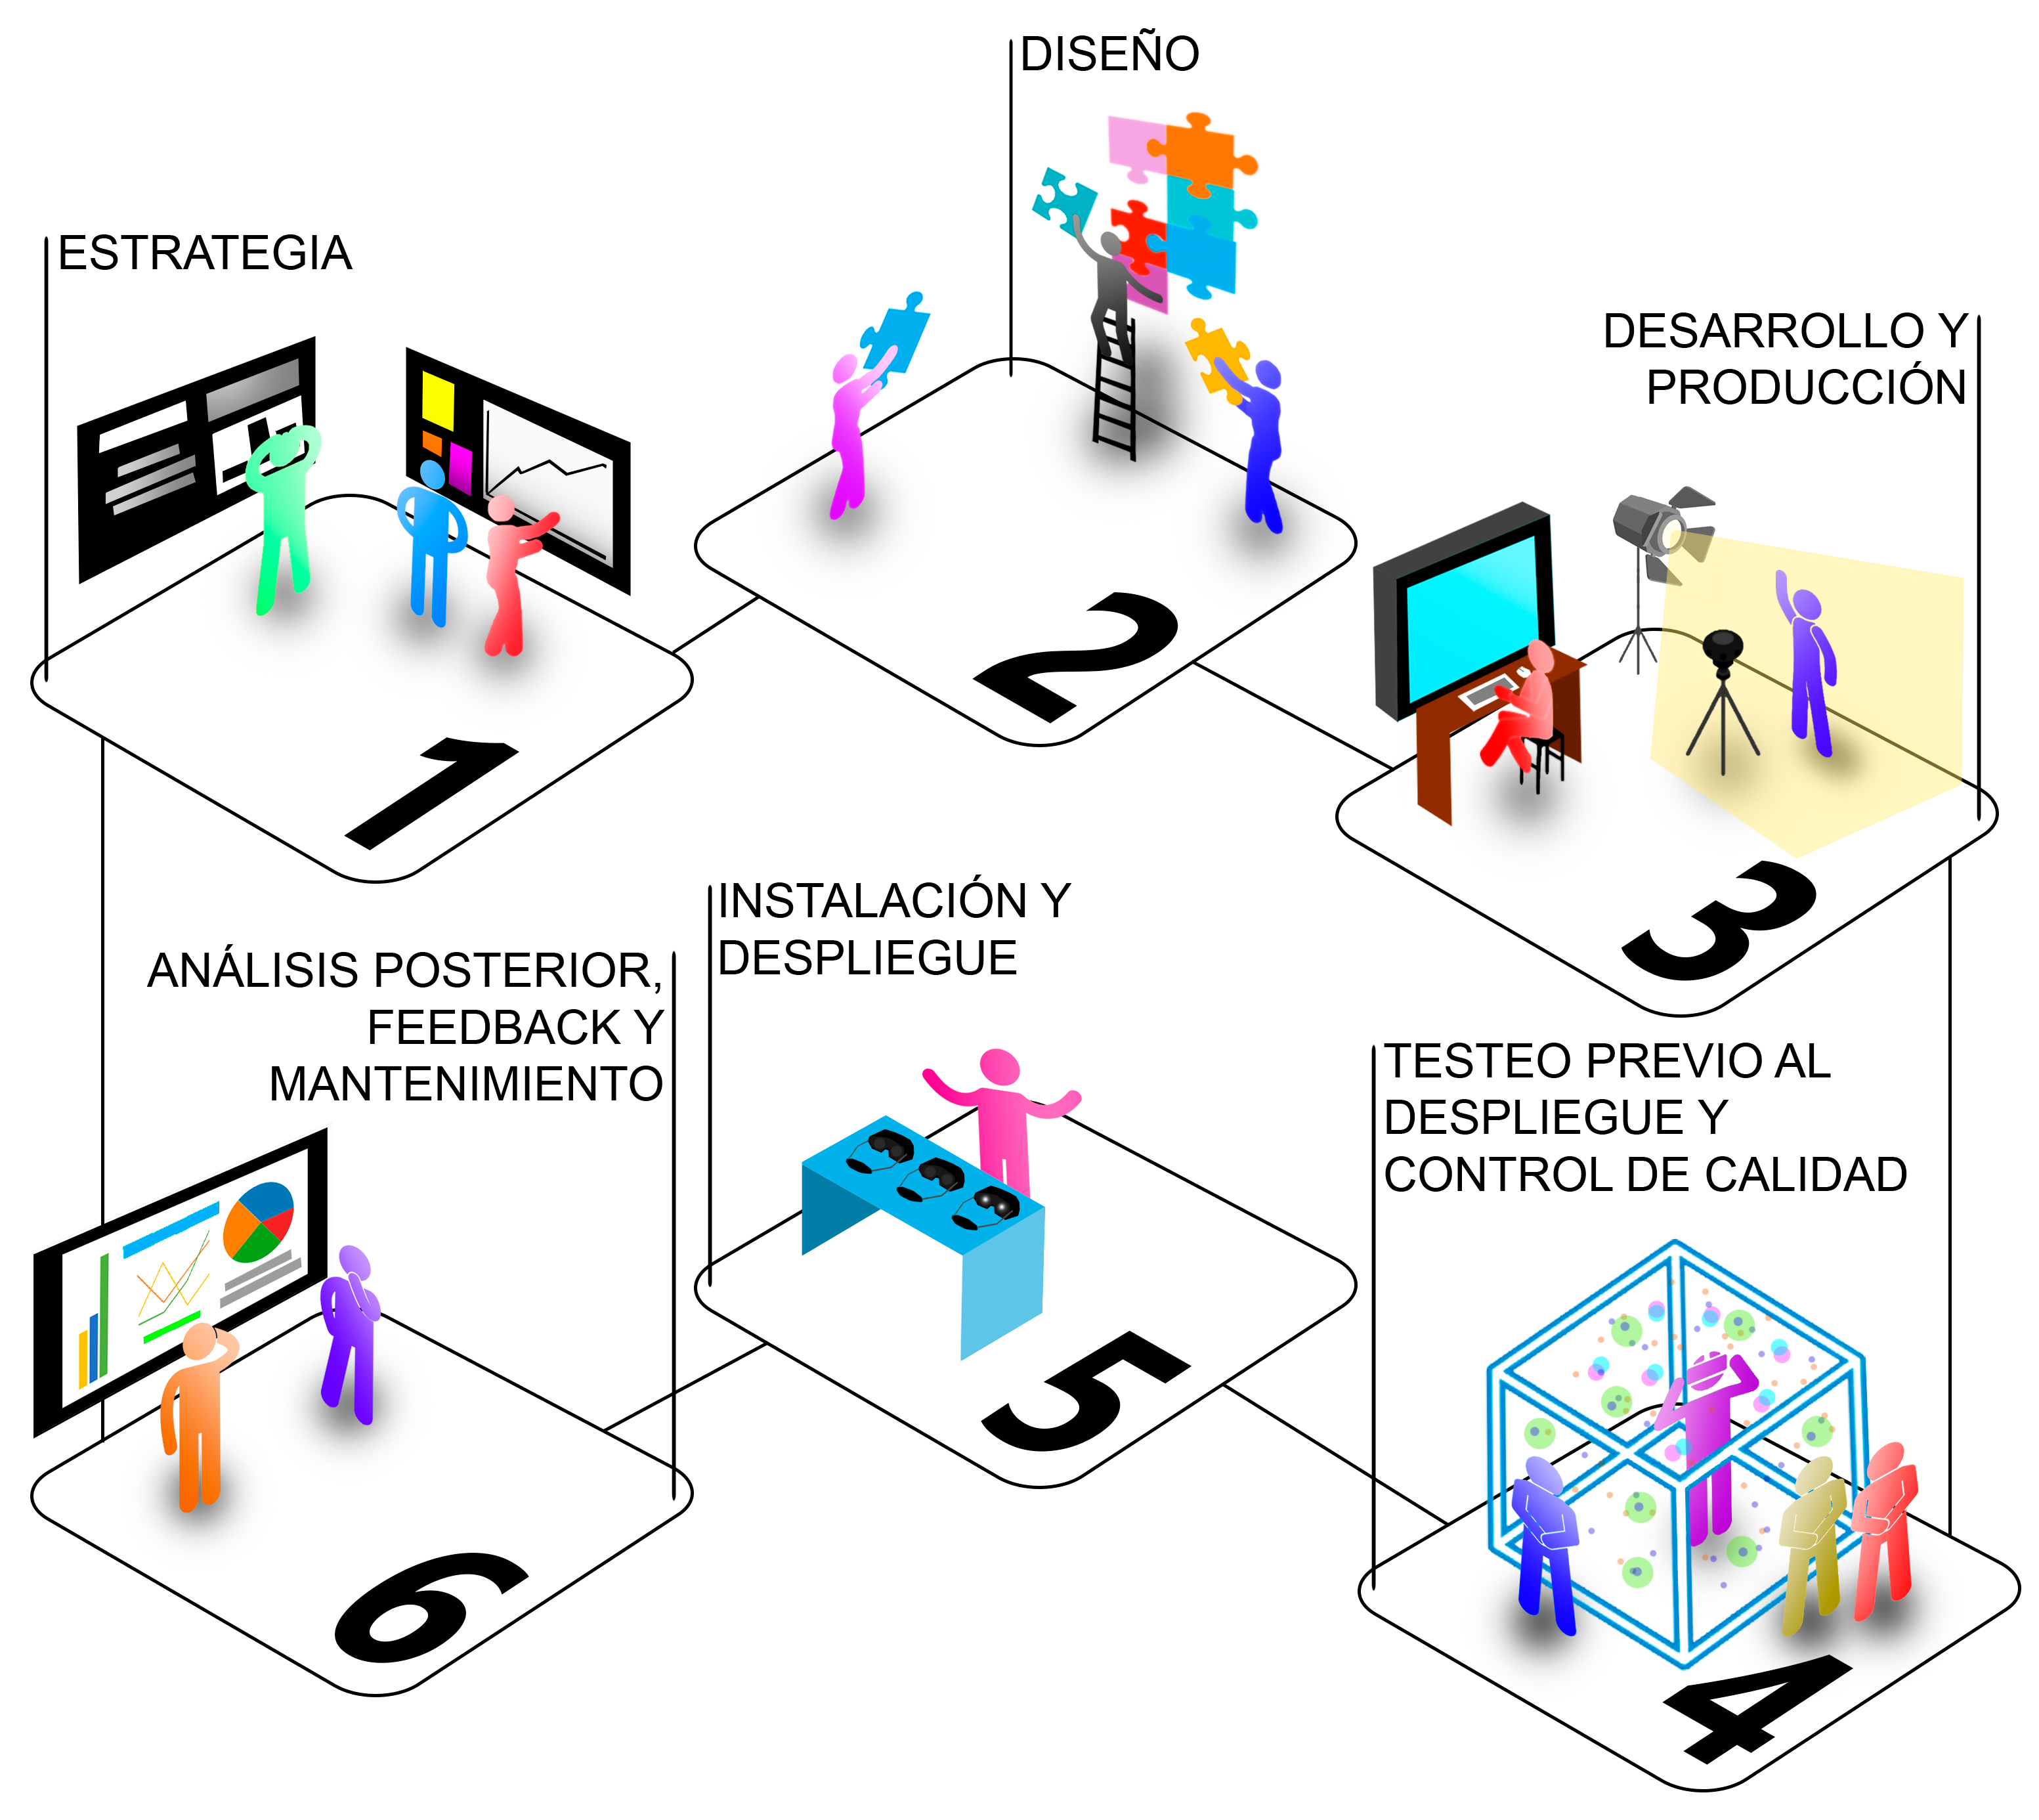 ESTRATEGIA
1
DISEÑO
2
DESARROLLO Y
PRODUCCIÓN
3
TESTEO PREVIO AL
DESPLIEGUE Y
CONTROL DE CALIDAD
4
INSTALACIÓN Y
DESPLIEGUE
5
ANÁLISIS POSTERIOR,
FEEDBACK Y
MANTENIMIENTO
6